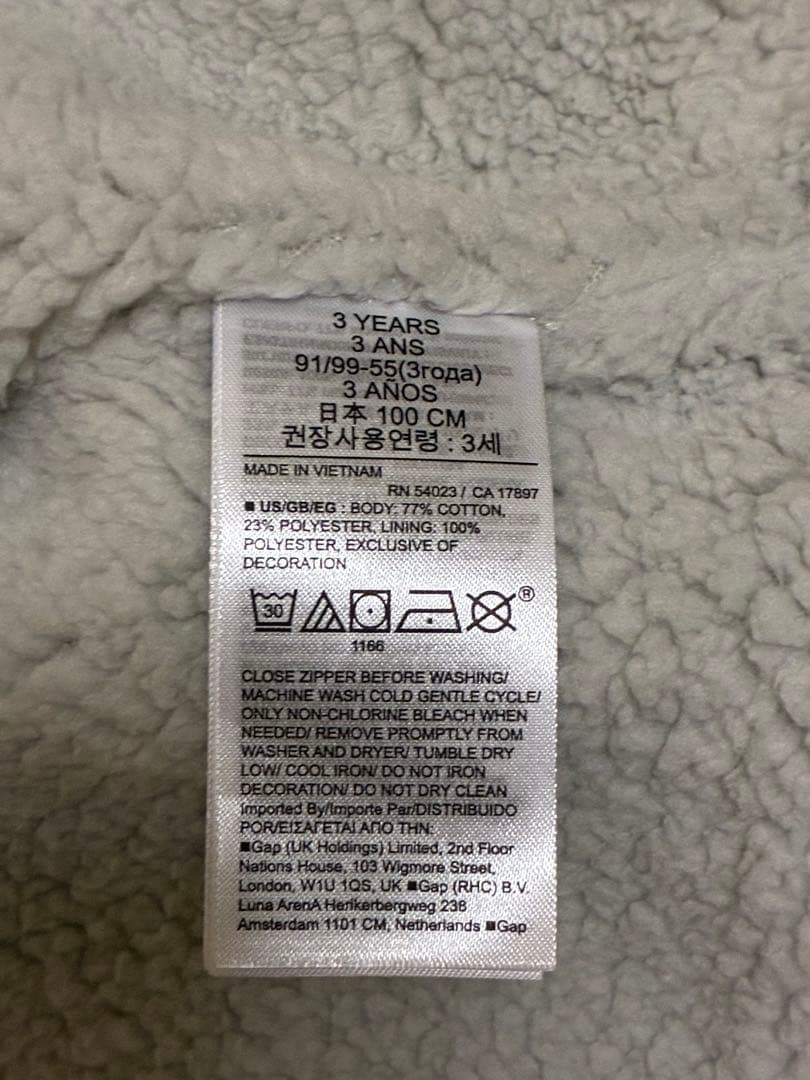 3 YEARS
3 ANS
91/99-55(3года)
3 AÑOS
日本 100 CM
권장사용연령 : 3세
MADE IN VIETNAM
RN 54023 / CA 17897
■ US/GB/EG : BODY: 77% COTTON,
23% POLYESTER, LINING: 100%
POLYESTER, EXCLUSIVE OF
DECORATION
30 ®
1166
CLOSE ZIPPER BEFORE WASHING/
MACHINE WASH COLD GENTLE CYCLE/
ONLY NON-CHLORINE BLEACH WHEN
NEEDED/ REMOVE PROMPTLY FROM
WASHER AND DRYER/ TUMBLE DRY
LOW/ COOL IRON/ DO NOT IRON
DECORATION/ DO NOT DRY CLEAN
Imported By/Importe Par/DISTRIBUIDO
POR/ΕΙΣΑΓΕΤΑΙ ΑΠΟ ΤΗΝ:
■Gap (UK Holdings) Limited, 2nd Floor
Nations House, 103 Wigmore Street,
London, W1U 1QS, UK ■Gap (RHC) B.V.
Luna ArenA Herikerbergweg 238
Amsterdam 1101 CM, Netherlands ■Gap